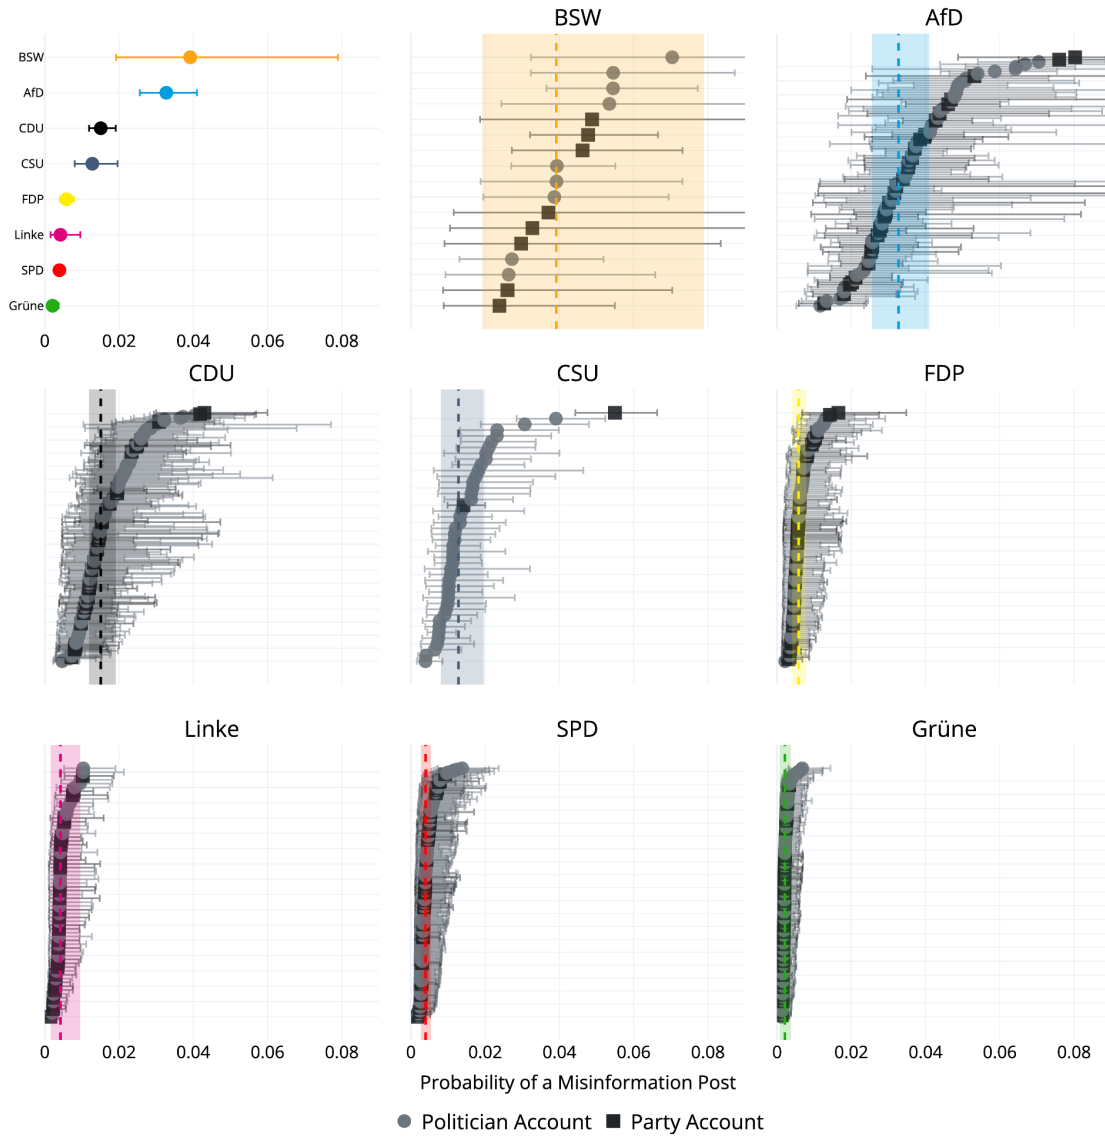 BSW
AfD
BSW
AfD
CDU
CSU
FDP
Linke
SPD
Grüne
0 0.02 0.04 0.06 0.08
CDU
CSU
FDP
Linke
SPD
Grüne
0 0.02 0.04 0.06 0.08
0 0.02 0.04 0.06 0.08
0 0.02 0.04 0.06 0.08
Probability of a Misinformation Post
Politician Account
Party Account